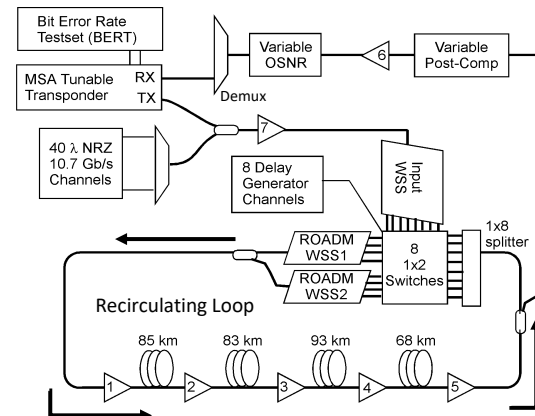 Bit Error Rate
Testset (BERT)
MSA Tunable
Transponder
RX
TX
Demux
Variable
OSNR
6
Variable
Post-Comp
7
40 λ NRZ
10.7 Gb/s
Channels
8 Delay
Generator
Channels
Input
WSS
1x8
splitter
ROADM
WSS1
ROADM
WSS2
8
1x2
Switches
Recirculating Loop
85 km
83 km
93 km
68 km
1
2
3
4
5